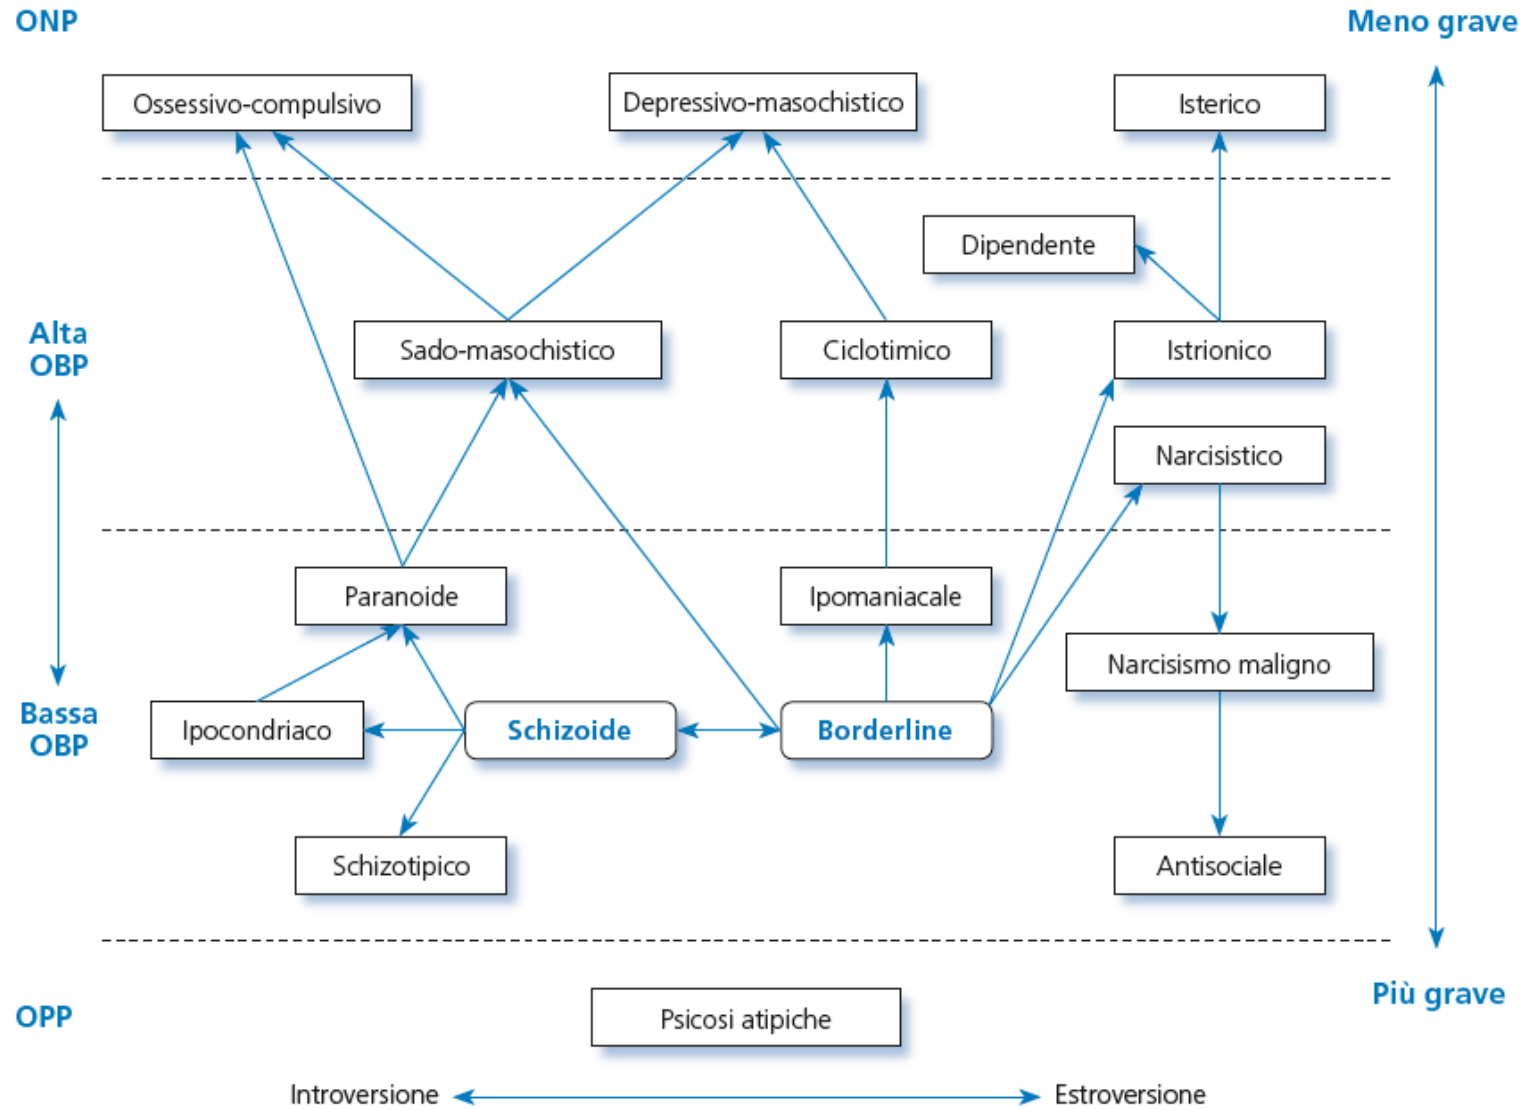 ONP
Meno grave
Ossessivo-compulsivo
Depressivo-masochistico
Isterico
Dipendente
Alta
OBP
Sado-masochistico
Ciclotimico
Istrionico
Narcisistico
Paranoide
Ipomaniacale
Narcisismo maligno
Bassa
OBP
Ipocondriaco
Schizoide
Borderline
Schizotipico
Antisociale
Più grave
OPP
Psicosi atipiche
Introversione
Estroversione